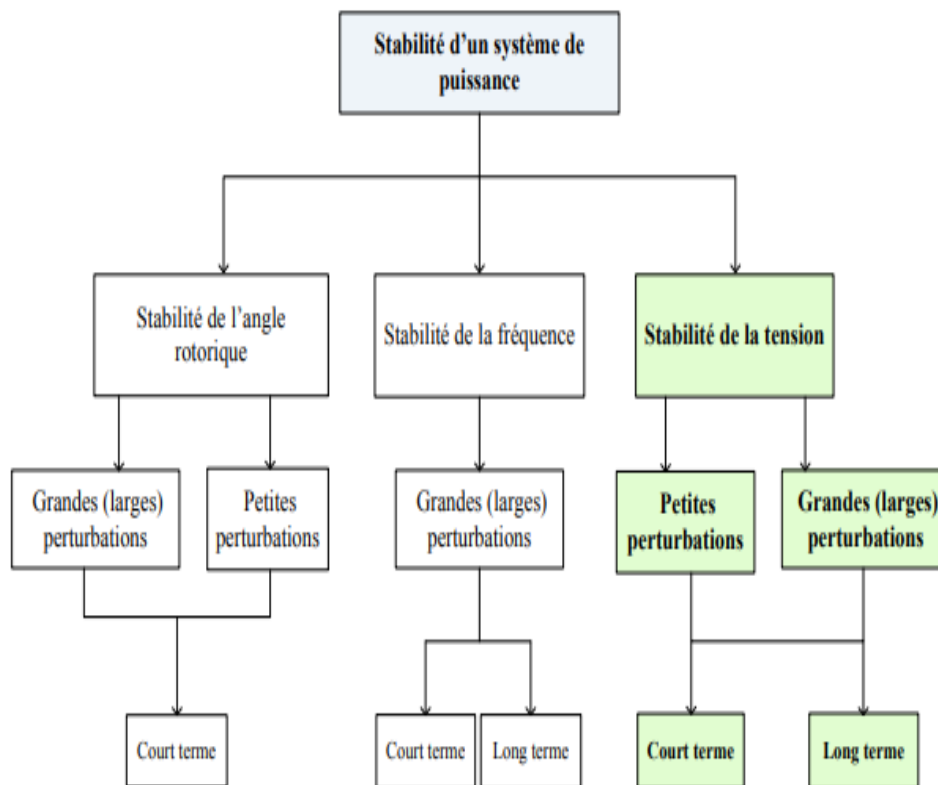 Stabilité d'un système de
puissance
Stabilité de l'angle
rotorique
Stabilité de la fréquence
Stabilité de la tension
Grandes (larges)
perturbations
Petites
perturbations
Grandes (larges)
perturbations
Petites
perturbations
Grandes (larges)
perturbations
Court terme
Court terme
Long terme
Court terme
Long terme